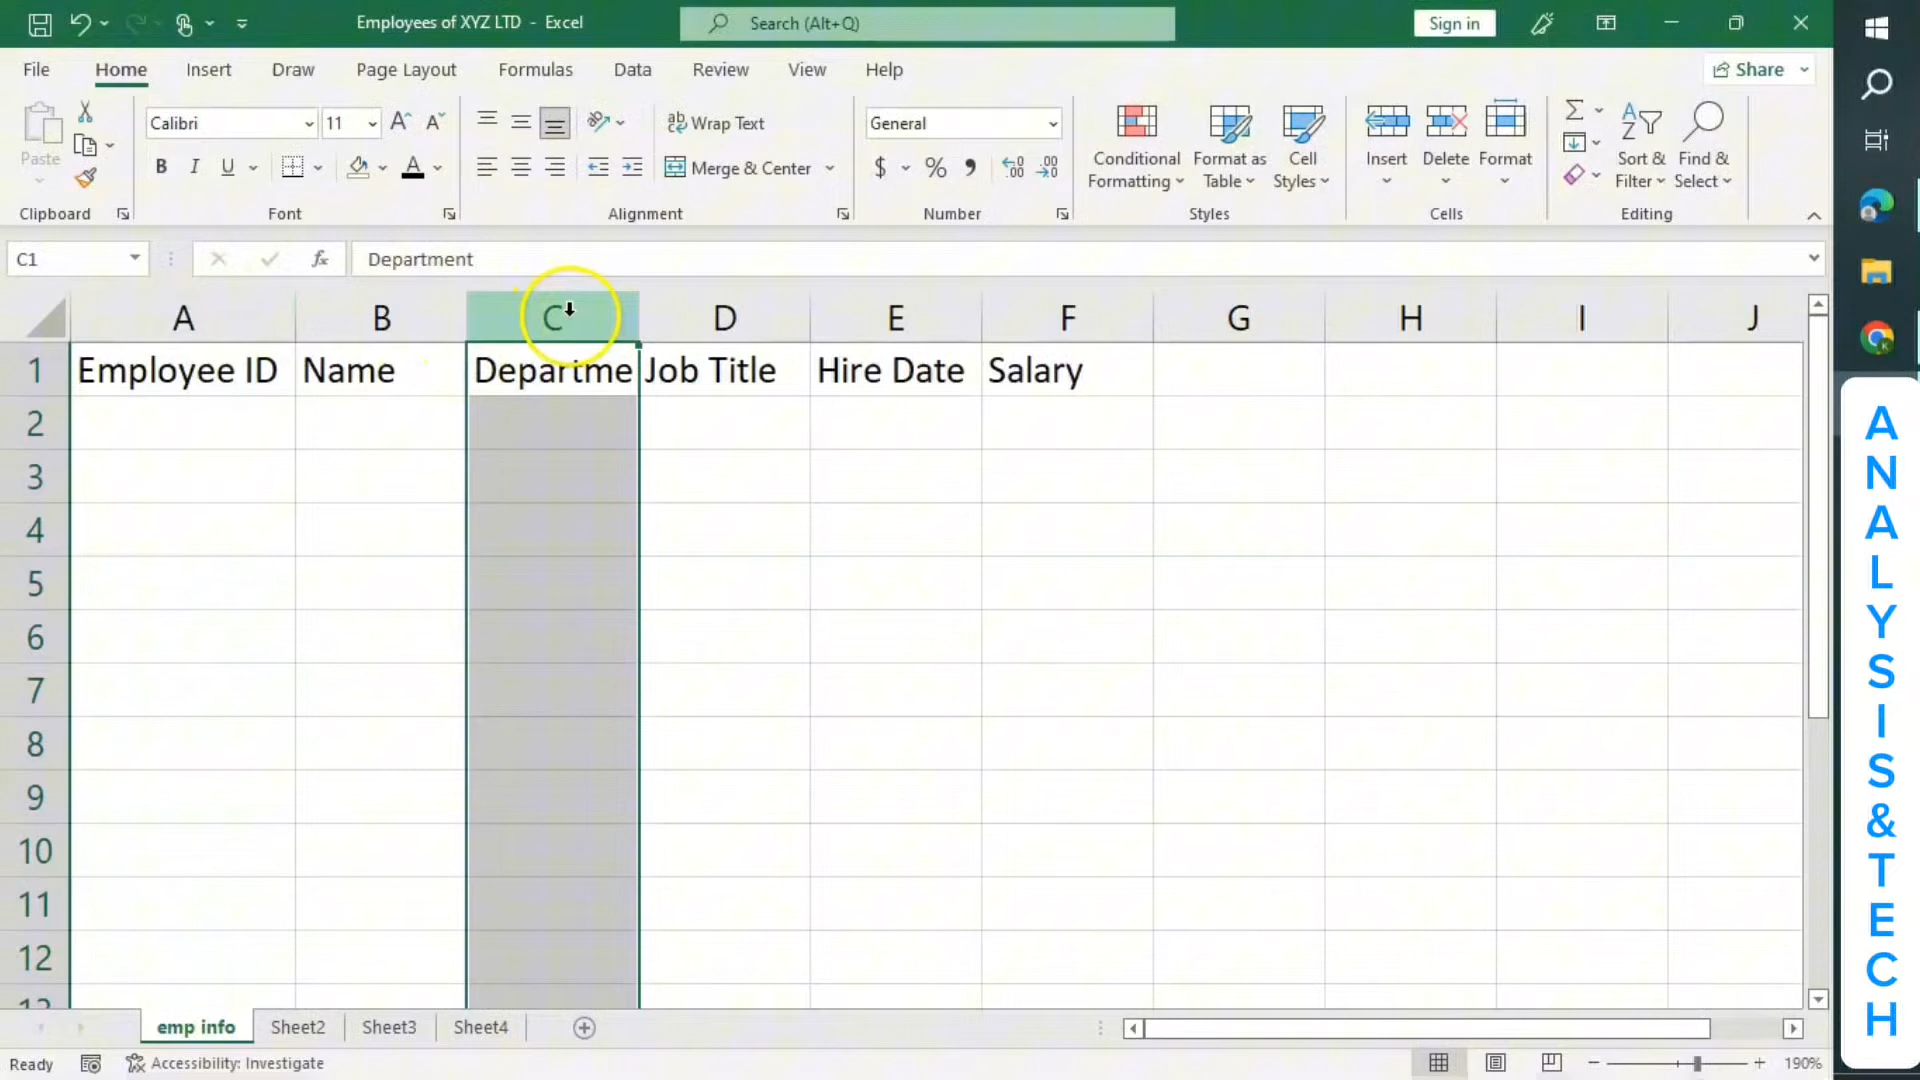 Employees of XYZ LTD - Excel
Search (Alt+Q)
Sign in
File Home Insert Draw Page Layout Formulas Data Review View Help
Share
Paste
Calibri 11
B I U A
Wrap Text
Merge & Center
General
$ % ,
Conditional Formatting
Format as Table
Cell Styles
Insert
Delete
Format
Sort & Filter
Find & Select
Clipboard Font Alignment Number Styles Cells Editing
C1 fx Department
A B C D E F G H I J
1 Employee ID Name Departme Job Title Hire Date Salary
2
3
4
5
6
7
8
9
10
11
12
13
emp info Sheet2 Sheet3 Sheet4
Ready Accessibility: Investigate 190%
A
N
A
L
Y
S
I
S
&
T
E
C
H